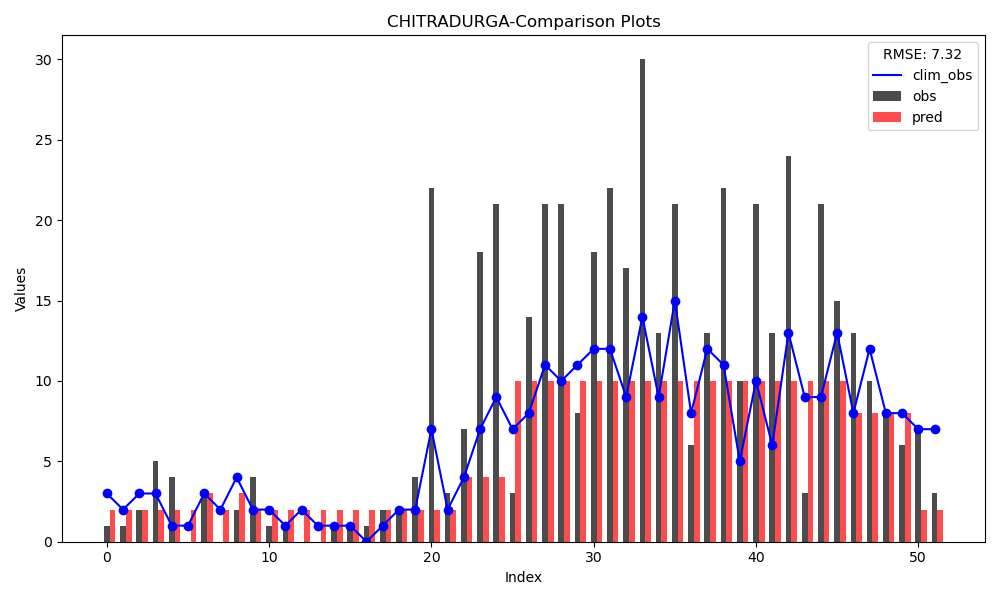 CHITRADURGA-Comparison Plots
RMSE: 7.32
clim_obs
obs
pred
Values
30
25
20
15
10
5
0
0 10 20 30 40 50
Index